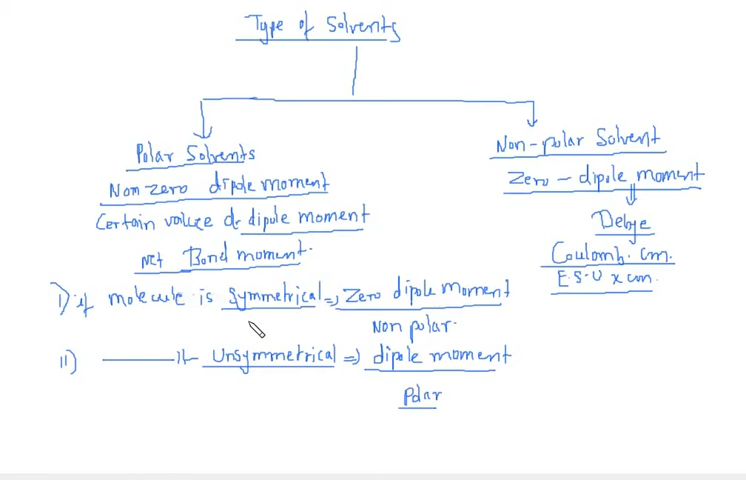 Type of Solvents
Polar Solvents
Non zero dipole moment
Certain value of dipole moment
net Bond moment.
Non-polar Solvent
Zero - dipole moment
Debye
Coulomb. cm.
E.S.U x cm.
i) if molecule is symmetrical => Zero dipole moment
Non polar.
ii) ——— 11 — Unsymmetrical => dipole moment
Polar